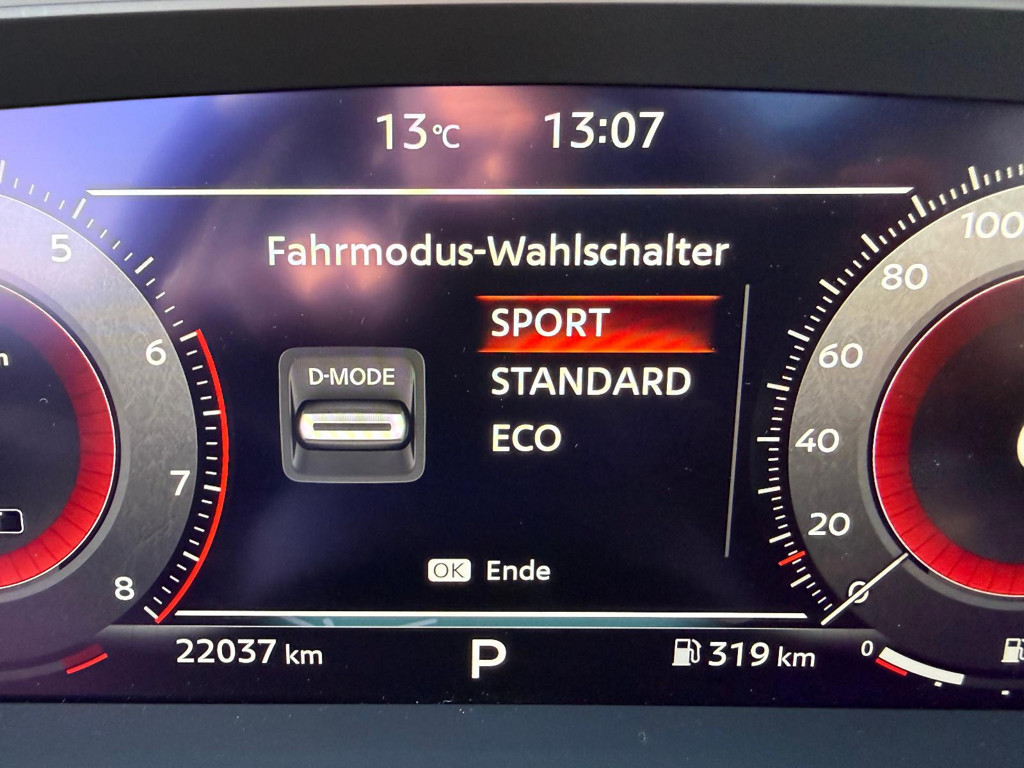 13°C 13:07
Fahrmodus-Wahlschalter
SPORT
D-MODE
STANDARD
ECO
OK Ende
22037 km P 319 km
5
6
7
8
100
80
60
40
20
0
0